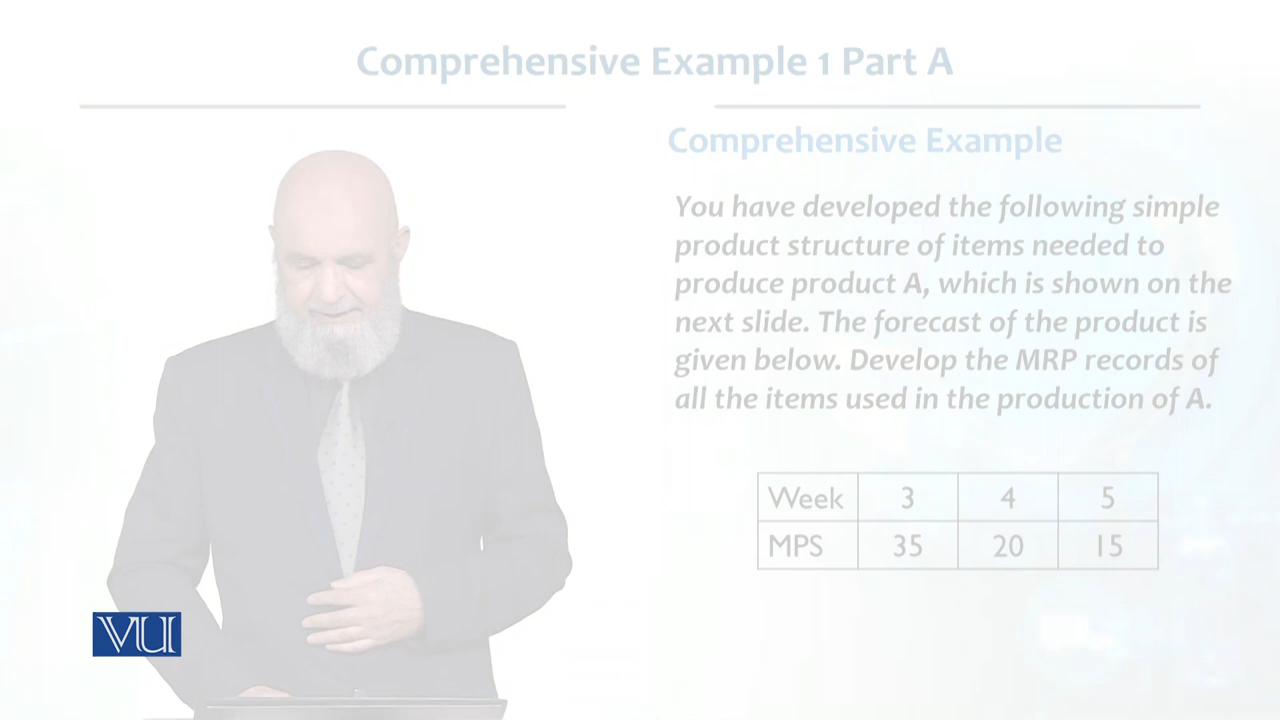 Comprehensive Example 1 Part A
Comprehensive Example
You have developed the following simple
product structure of items needed to
produce product A, which is shown on the
next slide. The forecast of the product is
given below. Develop the MRP records of
all the items used in the production of A.
Week 3 4 5
MPS 35 20 15
VU